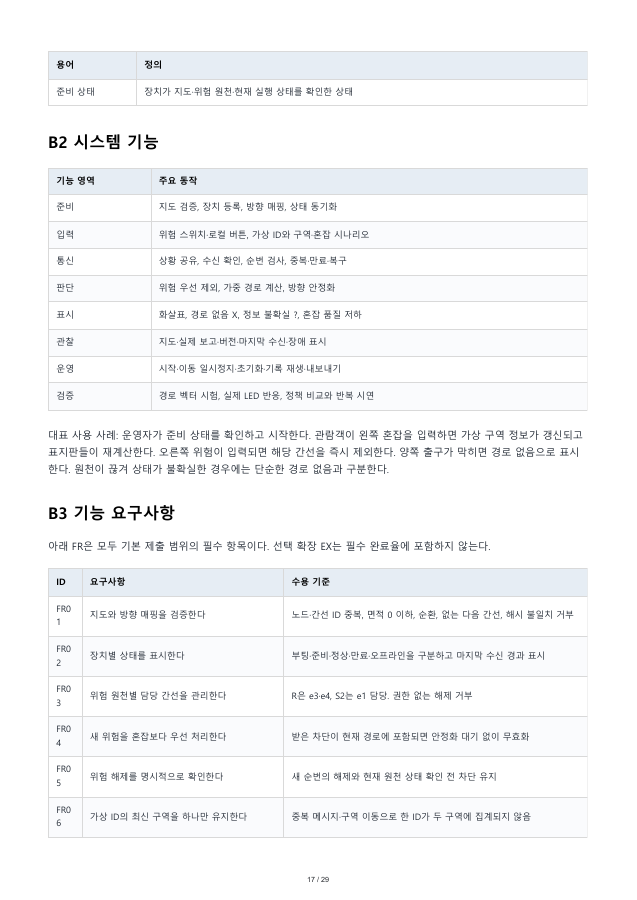 용어 정의
준비 상태 장치가 지도·위험 원천·현재 실행 상태를 확인한 상태
B2 시스템 기능
기능 영역 주요 동작
준비 지도 검증, 장치 등록, 방향 매핑, 상태 동기화
입력 위험 스위치·로컬 버튼, 가상 ID와 구역·혼잡 시나리오
통신 상황 공유, 수신 확인, 순번 검사, 중복·만료·복구
판단 위험 우선 제외, 가중 경로 계산, 방향 안정화
표시 화살표, 경로 없음 X, 정보 불확실 ?, 혼잡 품질 저하
관찰 지도·실제 보고·버전·마지막 수신·장애 표시
운영 시작·이동 일시정지·초기화·기록 재생·내보내기
검증 경로 벡터 시험, 실제 LED 반응, 정책 비교와 반복 시연
대표 사용 사례: 운영자가 준비 상태를 확인하고 시작한다. 관람객이 왼쪽 혼잡을 입력하면 가상 구역 정보가 갱신되고
표지판들이 재계산한다. 오른쪽 위험이 입력되면 해당 간선을 즉시 제외한다. 양쪽 출구가 막히면 경로 없음으로 표시
한다. 원천이 끊겨 상태가 불확실한 경우에는 단순한 경로 없음과 구분한다.
B3 기능 요구사항
아래 FR은 모두 기본 제출 범위의 필수 항목이다. 선택 확장 EX는 필수 완료율에 포함하지 않는다.
ID 요구사항 수용 기준
FR0
1 지도와 방향 매핑을 검증한다 노드·간선 ID 중복, 면적 0 이하, 순환, 없는 다음 간선, 해시 불일치 거부
FR0
2 장치별 상태를 표시한다 부팅·준비·정상·만료·오프라인을 구분하고 마지막 수신 경과 표시
FR0
3 위험 원천별 담당 간선을 관리한다 R은 e3·e4, S2는 e1 담당. 권한 없는 해제 거부
FR0
4 새 위험을 혼잡보다 우선 처리한다 받은 차단이 현재 경로에 포함되면 안정화 대기 없이 무효화
FR0
5 위험 해제를 명시적으로 확인한다 새 순번의 해제와 현재 원천 상태 확인 전 차단 유지
FR0
6 가상 ID의 최신 구역을 하나만 유지한다 중복 메시지·구역 이동으로 한 ID가 두 구역에 집계되지 않음
17 / 29